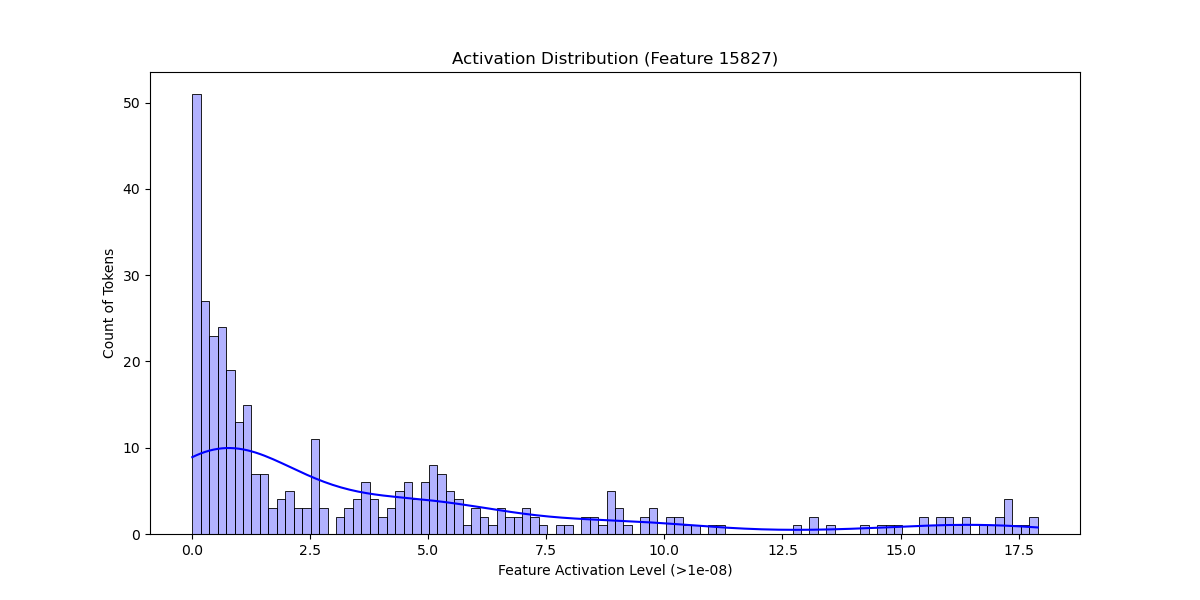 Activation Distribution (Feature 15827)
50
40
30
20
10
0
Count of Tokens
0.0 2.5 5.0 7.5 10.0 12.5 15.0 17.5
Feature Activation Level (>1e-08)